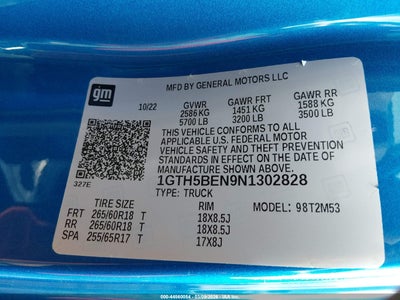 gm
MFD BY GENERAL MOTORS LLC
10/22
GVWR GAWR FRT GAWR RR
2586 KG 1451 KG 1588 KG
5700 LB 3200 LB 3500 LB
THIS VEHICLE CONFORMS TO ALL
APPLICABLE U.S. FEDERAL MOTOR
VEHICLE SAFETY AND THEFT PREVENTION
STANDARDS IN EFFECT ON THE DATE OF
MANUFACTURE SHOWN ABOVE.
1GTH5BEN9N1302828
TYPE: TRUCK
327E
TIRE SIZE RIM MODEL: 98T2M53
FRT 265/60R18 T 18X8.5J
RR 265/60R18 T 18X8.5J
SPA 255/65R17 T 17X8J